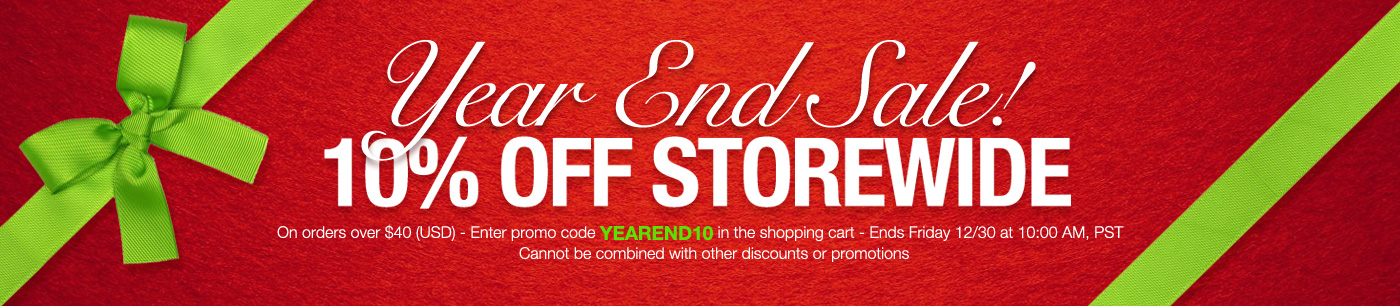 Year End Sale!
10% OFF STOREWIDE
On orders over $40 (USD) - Enter promo code YEAREND10 in the shopping cart - Ends Friday 12/30 at 10:00 AM, PST
Cannot be combined with other discounts or promotions